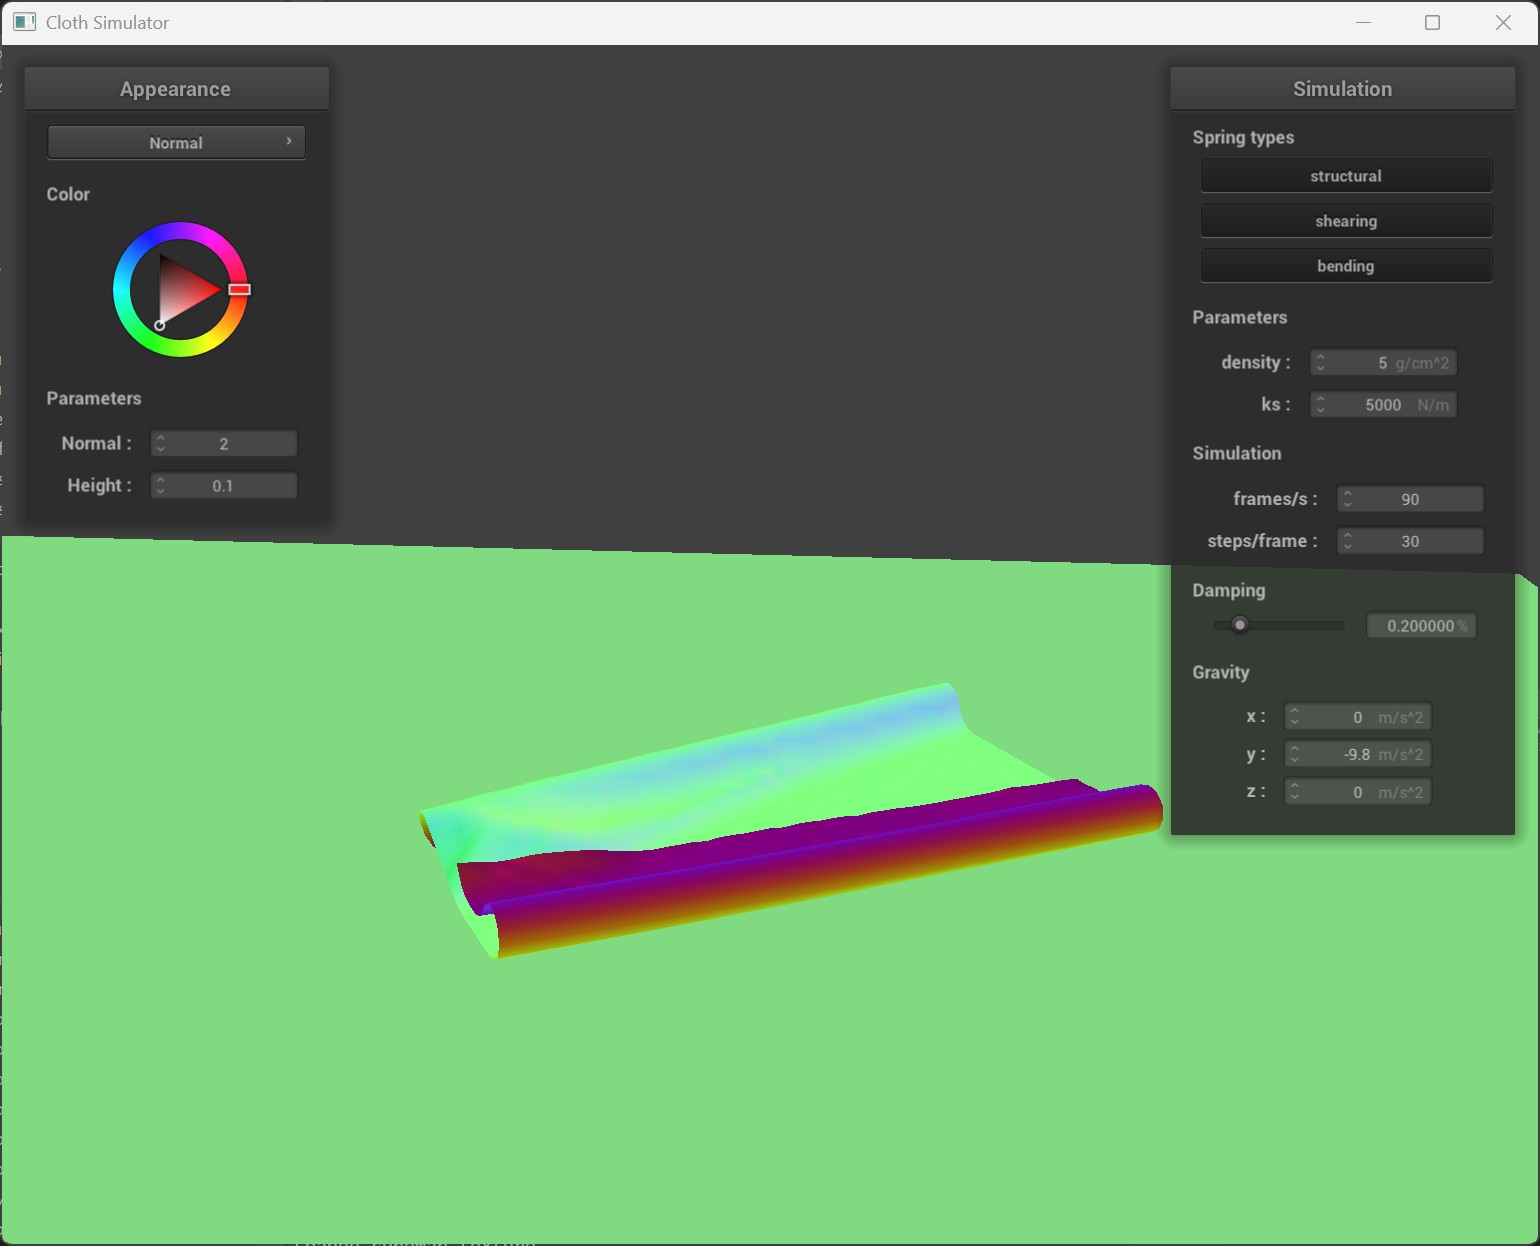 Cloth Simulator
Appearance
Normal
Color
Parameters
Normal : 2
Height : 0.1
Simulation
Spring types
structural
shearing
bending
Parameters
density : 5 g/cm^2
ks : 5000 N/m
Simulation
frames/s : 90
steps/frame : 30
Damping
0.200000 %
Gravity
x : 0 m/s^2
y : -9.8 m/s^2
z : 0 m/s^2